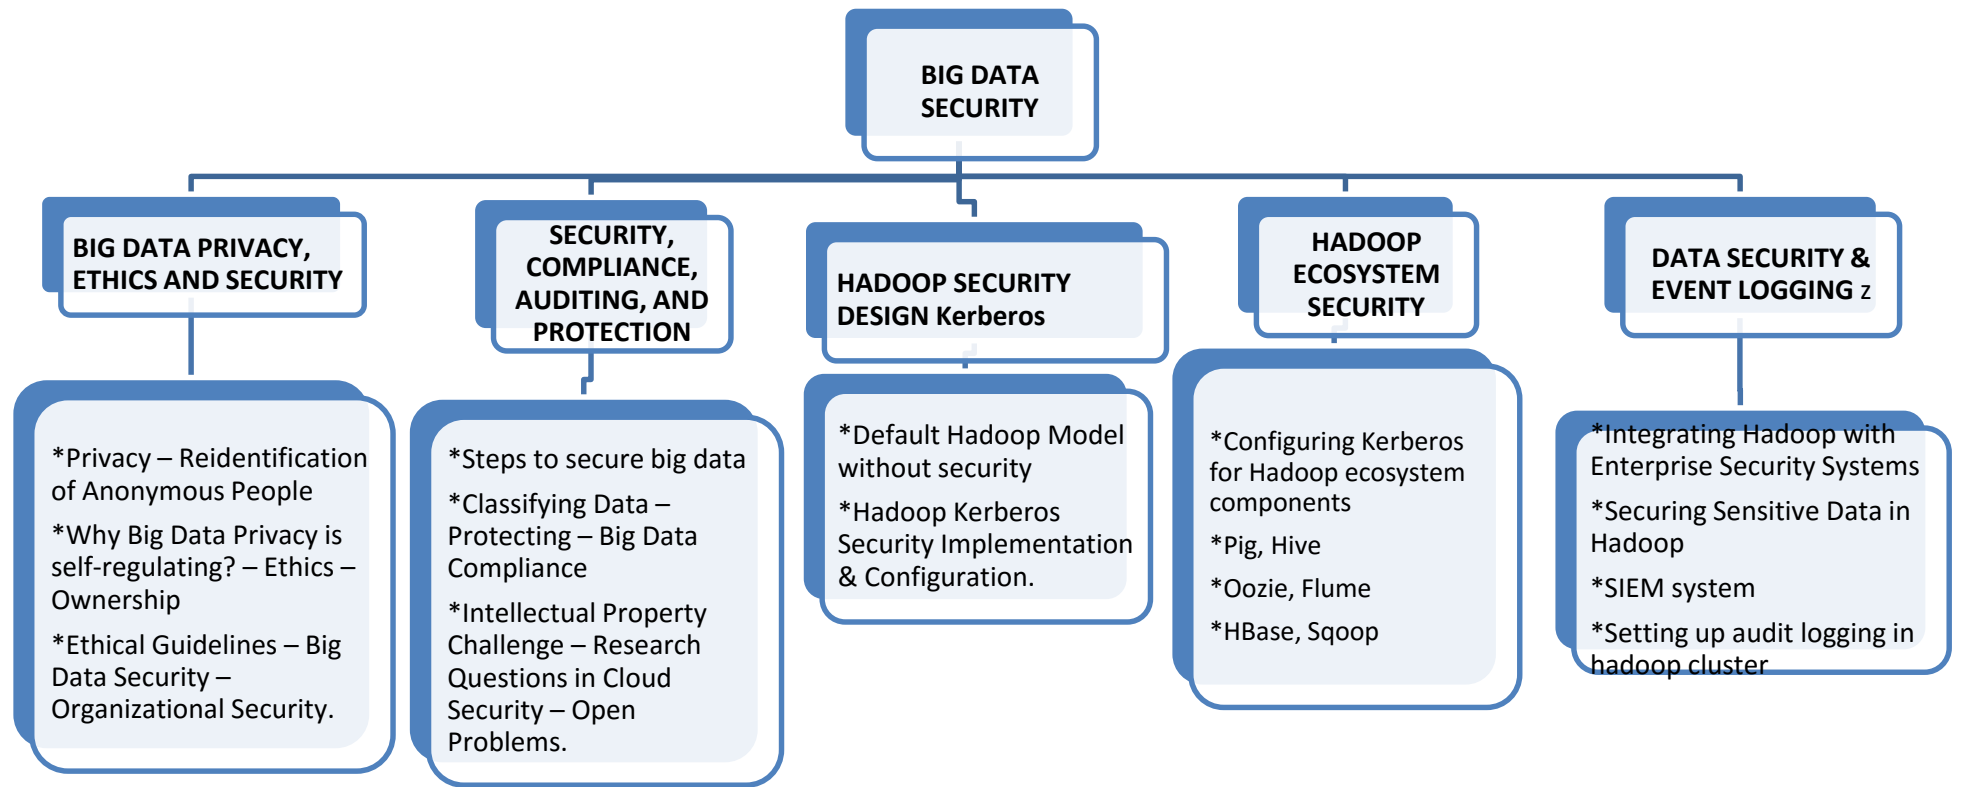 BIG DATA
SECURITY
BIG DATA PRIVACY,
ETHICS AND SECURITY
SECURITY,
COMPLIANCE,
AUDITING, AND
PROTECTION
HADOOP SECURITY
DESIGN Kerberos
HADOOP
ECOSYSTEM
SECURITY
DATA SECURITY &
EVENT LOGGING z
*Privacy – Reidentification
of Anonymous People
*Why Big Data Privacy is
self-regulating? – Ethics –
Ownership
*Ethical Guidelines – Big
Data Security –
Organizational Security.
*Steps to secure big data
*Classifying Data –
Protecting – Big Data
Compliance
*Intellectual Property
Challenge – Research
Questions in Cloud
Security – Open
Problems.
*Default Hadoop Model
without security
*Hadoop Kerberos
Security Implementation
& Configuration.
*Configuring Kerberos
for Hadoop ecosystem
components
*Pig, Hive
*Oozie, Flume
*HBase, Sqoop
*Integrating Hadoop with
Enterprise Security Systems
*Securing Sensitive Data in
Hadoop
*SIEM system
*Setting up audit logging in
hadoop cluster